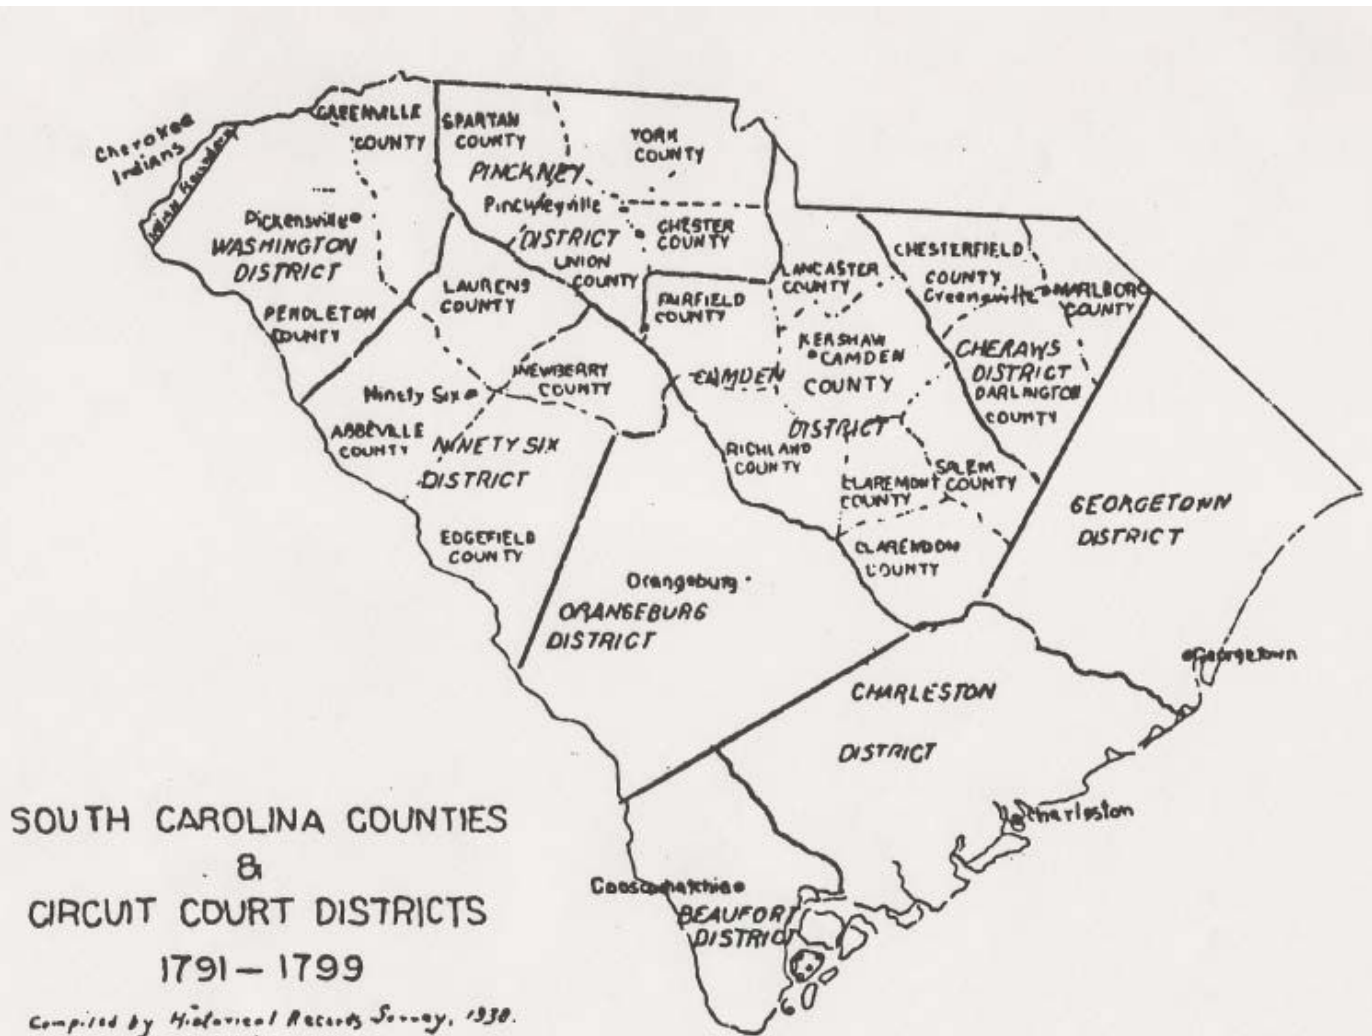 Cherokee
Indians
Indian Boundary
GREENVILLE
COUNTY
SPARTAN
COUNTY
YORK
COUNTY
PINCKNEY
Pinckneyville
DISTRICT
UNION
COUNTY
CHESTER
COUNTY
Pickensville
WASHINGTON
DISTRICT
PENDLETON
COUNTY
LAURENS
COUNTY
FAIRFIELD
COUNTY
LANCASTER
COUNTY
CHESTERFIELD
COUNTY
Greensville
MARLBORO
COUNTY
CHERAWS
DISTRICT
DARLINGTON
COUNTY
KERSHAW
CAMDEN
COUNTY
CAMDEN
DISTRICT
NEWBERRY
COUNTY
Ninety Six
ABBEVILLE
COUNTY
NINETY SIX
DISTRICT
EDGEFIELD
COUNTY
RICHLAND
COUNTY
CLAREMONT
COUNTY
SALEM
COUNTY
CLARENDON
COUNTY
GEORGETOWN
DISTRICT
Georgetown
Orangeburg
ORANGEBURG
DISTRICT
CHARLESTON
DISTRICT
Charleston
Coosawhatchie
BEAUFORT
DISTRICT
SOUTH CAROLINA COUNTIES
&
CIRCUIT COURT DISTRICTS
1791 – 1799
Compiled by Historical Records Survey, 1938.